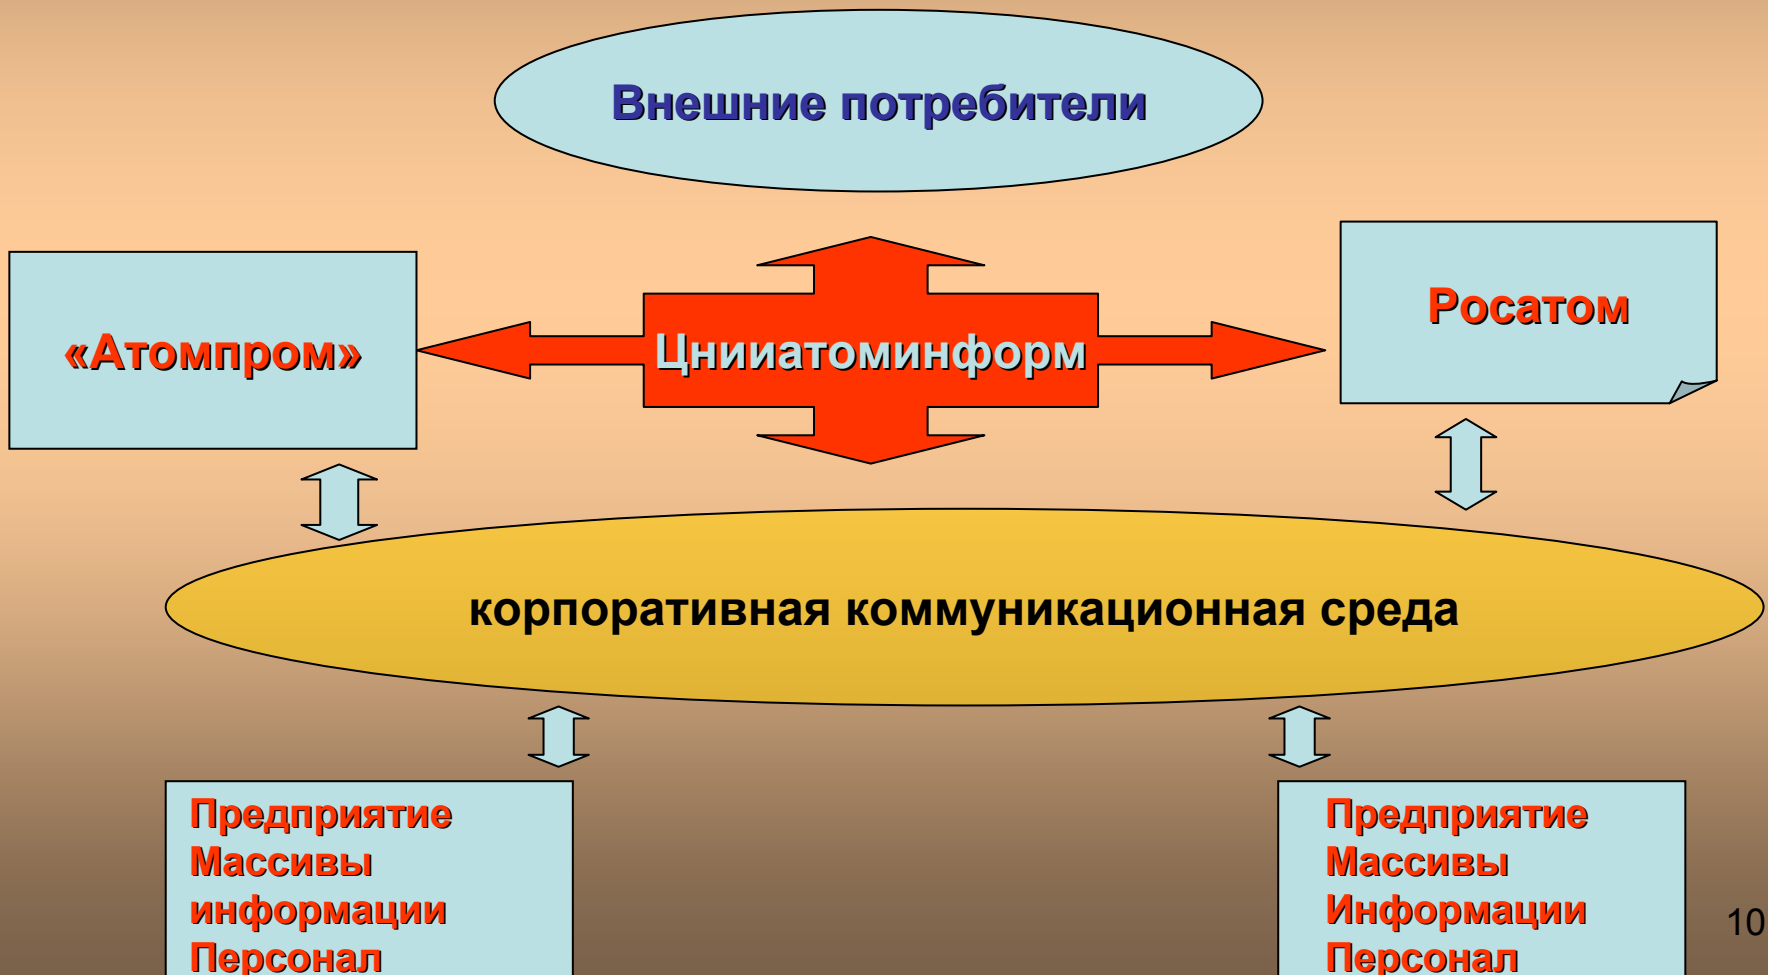 Внешние потребители
«Атомпром»
Цнииатоминформ
Росатом
корпоративная коммуникационная среда
Предприятие
Массивы
информации
Персонал
Предприятие
Массивы
Информации
Персонал
10